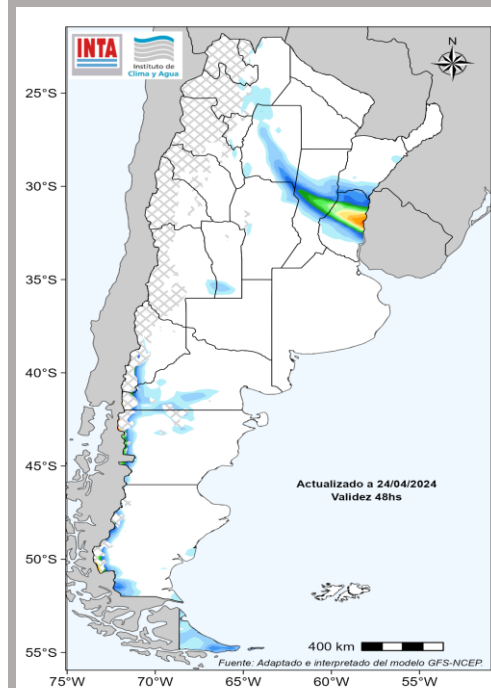 INTA
Instituto de
Clima y Agua
N
25°S
30°S
35°S
40°S
45°S
50°S
55°S
Actualizado a 24/04/2024
Validez 48hs
400 km
Fuente: Adaptado e interpretado del modelo GFS-NCEP.
75°W
70°W
65°W
60°W
55°W